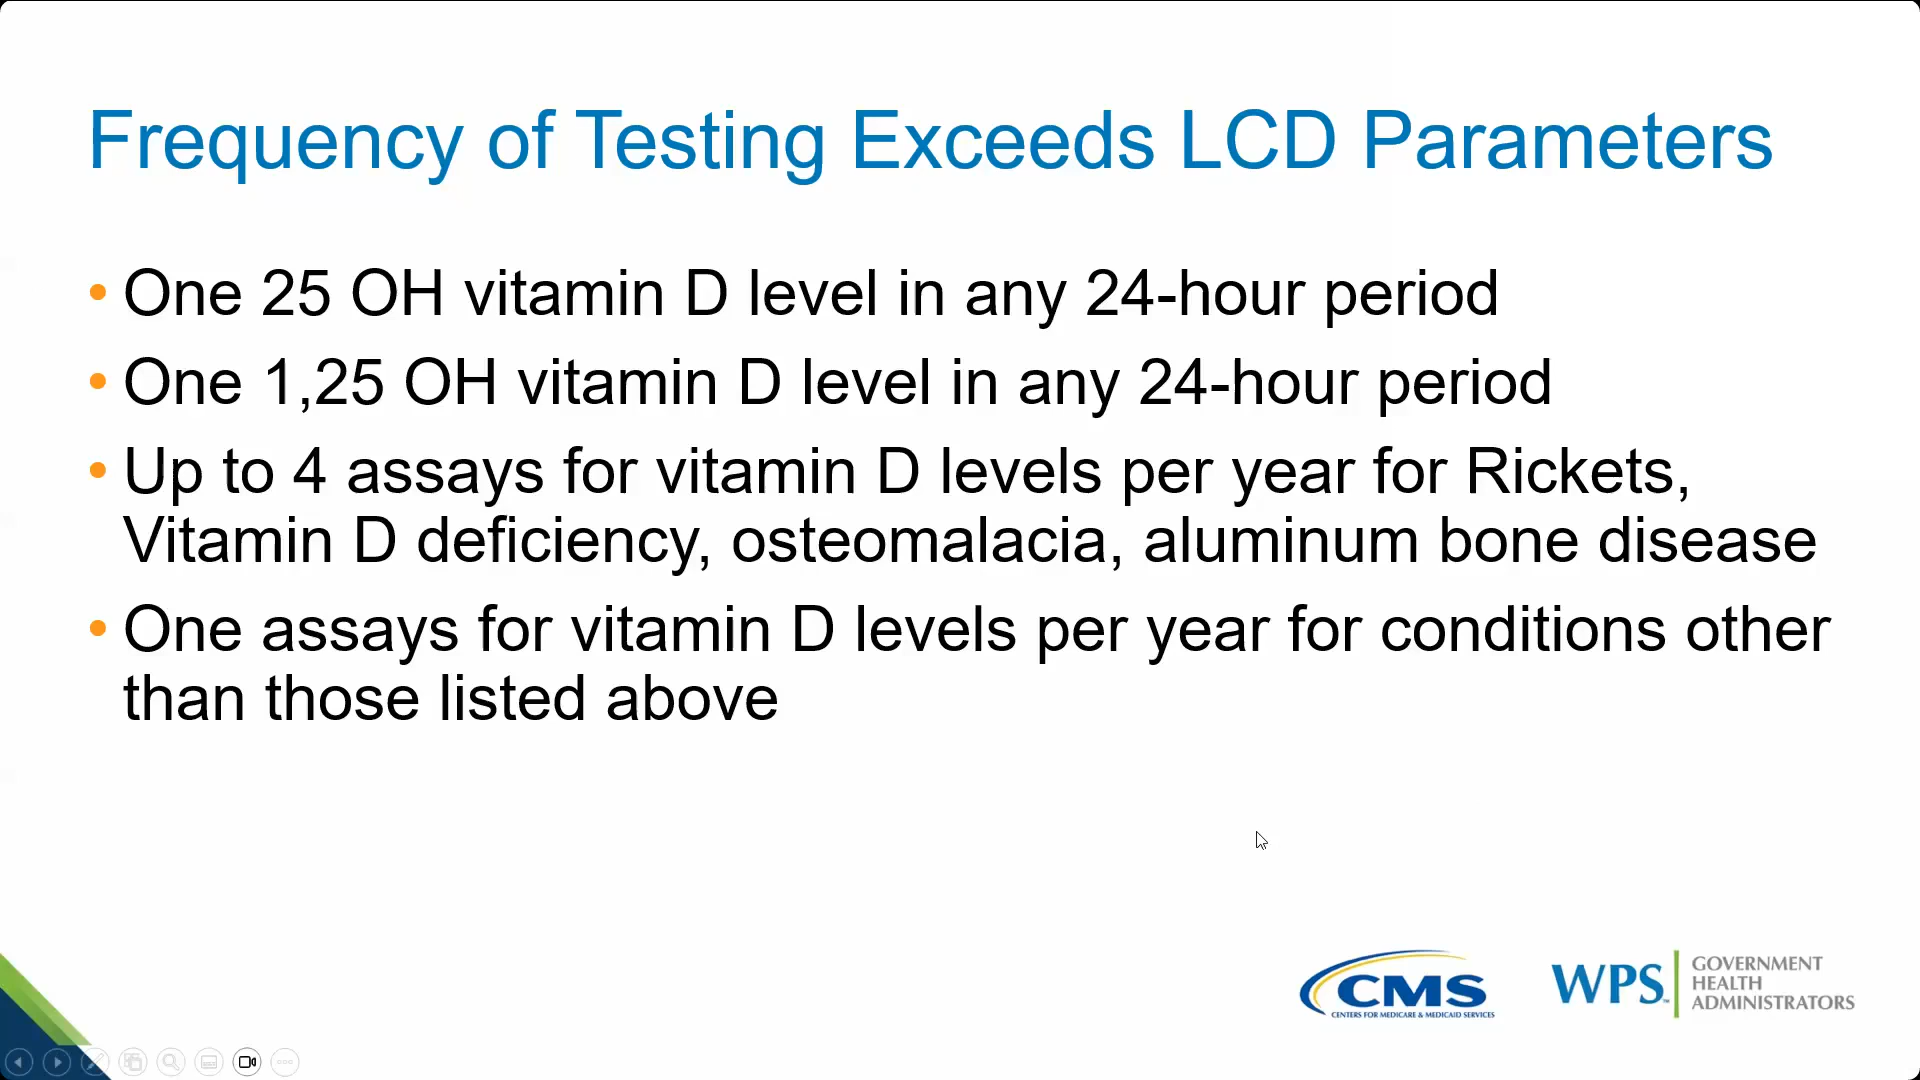 Frequency of Testing Exceeds LCD Parameters
• One 25 OH vitamin D level in any 24-hour period
• One 1,25 OH vitamin D level in any 24-hour period
• Up to 4 assays for vitamin D levels per year for Rickets,
Vitamin D deficiency, osteomalacia, aluminum bone disease
• One assays for vitamin D levels per year for conditions other
than those listed above
CMS
CENTERS FOR MEDICARE & MEDICAID SERVICES
WPS™
GOVERNMENT
HEALTH
ADMINISTRATORS